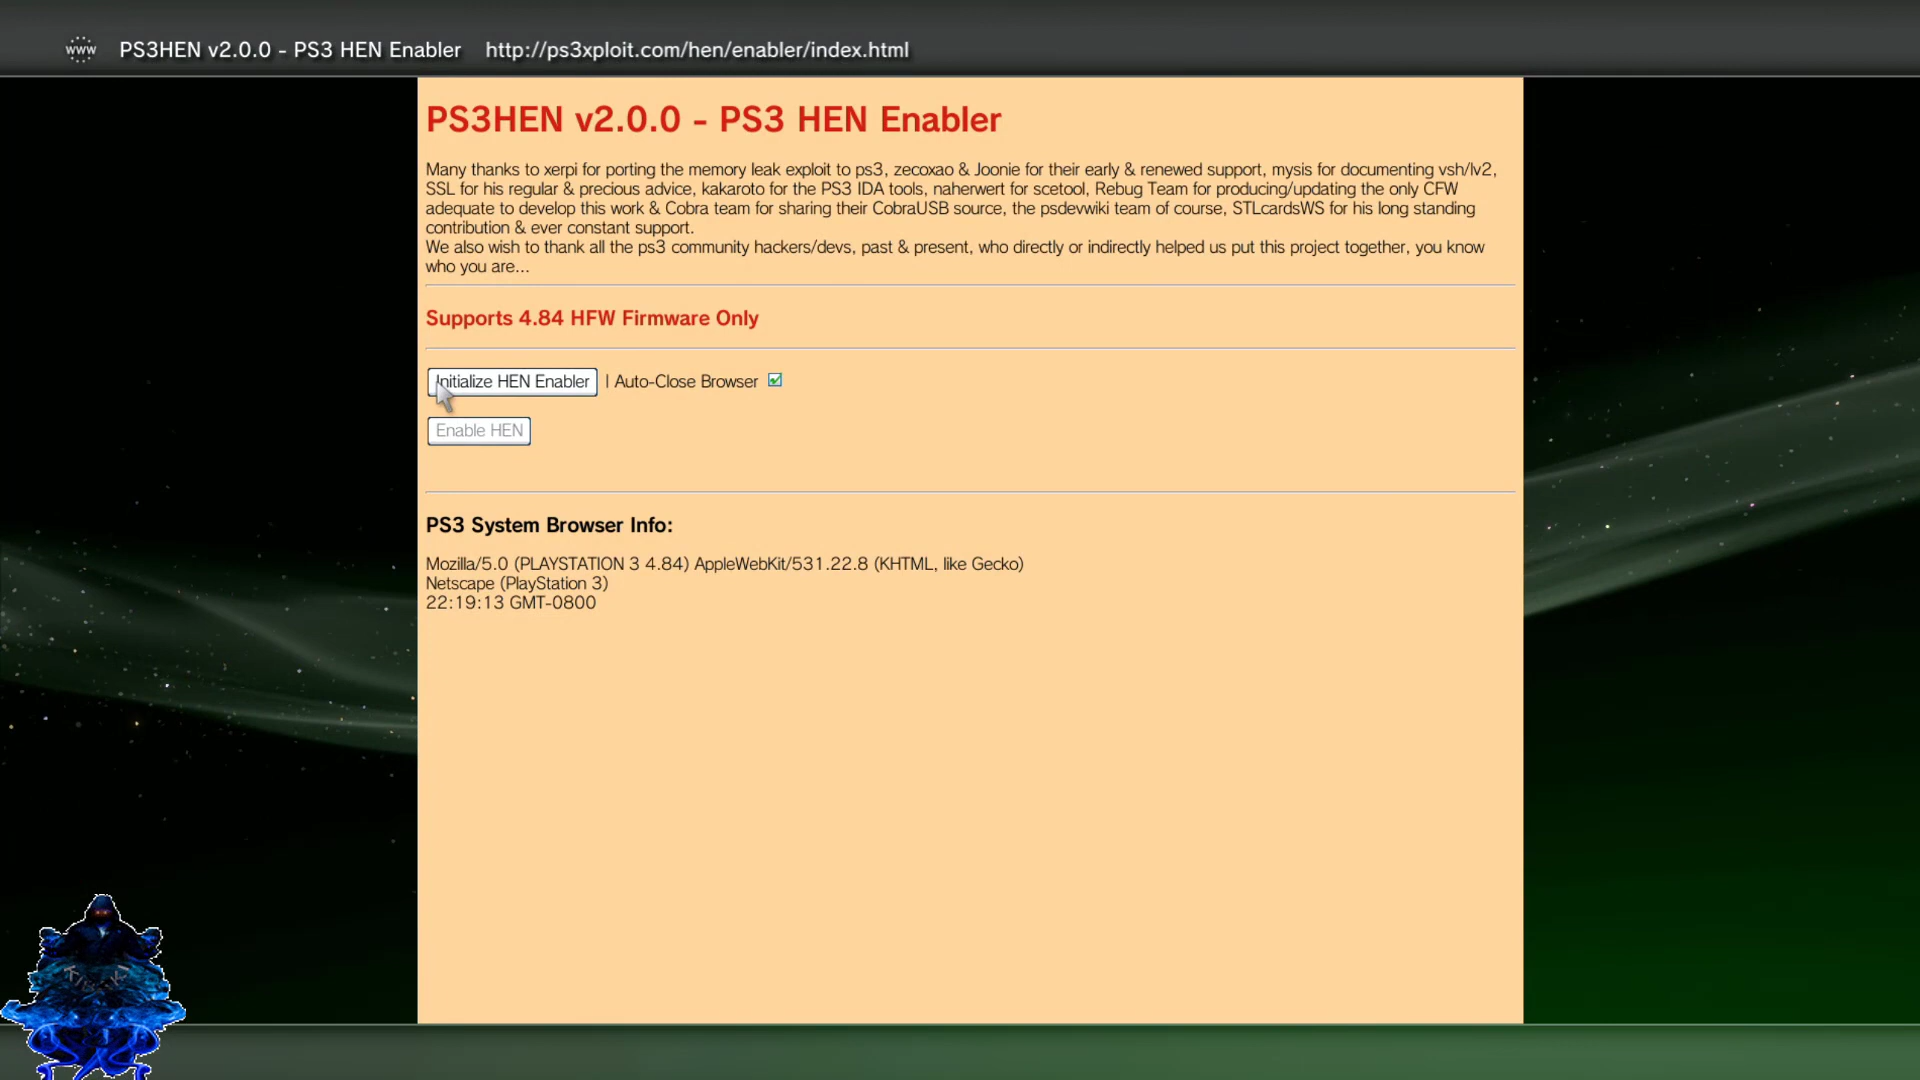 www PS3HEN v2.0.0 - PS3 HEN Enabler http://ps3xploit.com/hen/enabler/index.html
PS3HEN v2.0.0 - PS3 HEN Enabler
Many thanks to xerpi for porting the memory leak exploit to ps3, zecoxao & Joonie for their early & renewed support, mysis for documenting vsh/lv2,
SSL for his regular & precious advice, kakaroto for the PS3 IDA tools, naherwert for scetool, Rebug Team for producing/updating the only CFW
adequate to develop this work & Cobra team for sharing their CobraUSB source, the psdevwiki team of course, STLcardsWS for his long standing
contribution & ever constant support.
We also wish to thank all the ps3 community hackers/devs, past & present, who directly or indirectly helped us put this project together, you know
who you are...
Supports 4.84 HFW Firmware Only
Initialize HEN Enabler | Auto-Close Browser
Enable HEN
PS3 System Browser Info:
Mozilla/5.0 (PLAYSTATION 3 4.84) AppleWebKit/531.22.8 (KHTML, like Gecko)
Netscape (PlayStation 3)
22:19:13 GMT-0800